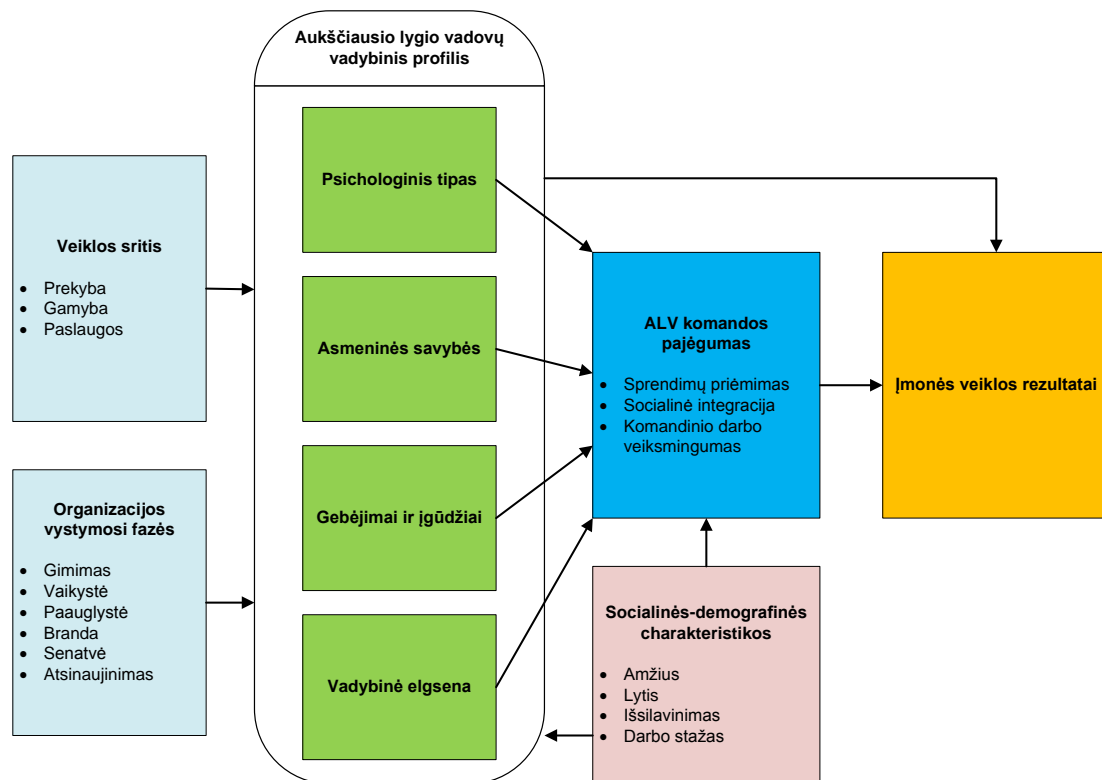 Aukščiausio lygio vadovų
vadybinis profilis
Veiklos sritis
• Prekyba
• Gamyba
• Paslaugos
Organizacijos
vystymosi fazės
• Gimimas
• Vaikystė
• Paauglystė
• Branda
• Senatvė
• Atsinaujinimas
Psichologinis tipas
Asmeninės savybės
Gebėjimai ir įgūdžiai
Vadybinė elgsena
ALV komandos
pajėgumas
• Sprendimų priėmimas
• Socialinė integracija
• Komandinio darbo
veiksmingumas
Socialinės-demografinės
charakteristikos
• Amžius
• Lytis
• Išsilavinimas
• Darbo stažas
Įmonės veiklos rezultatai